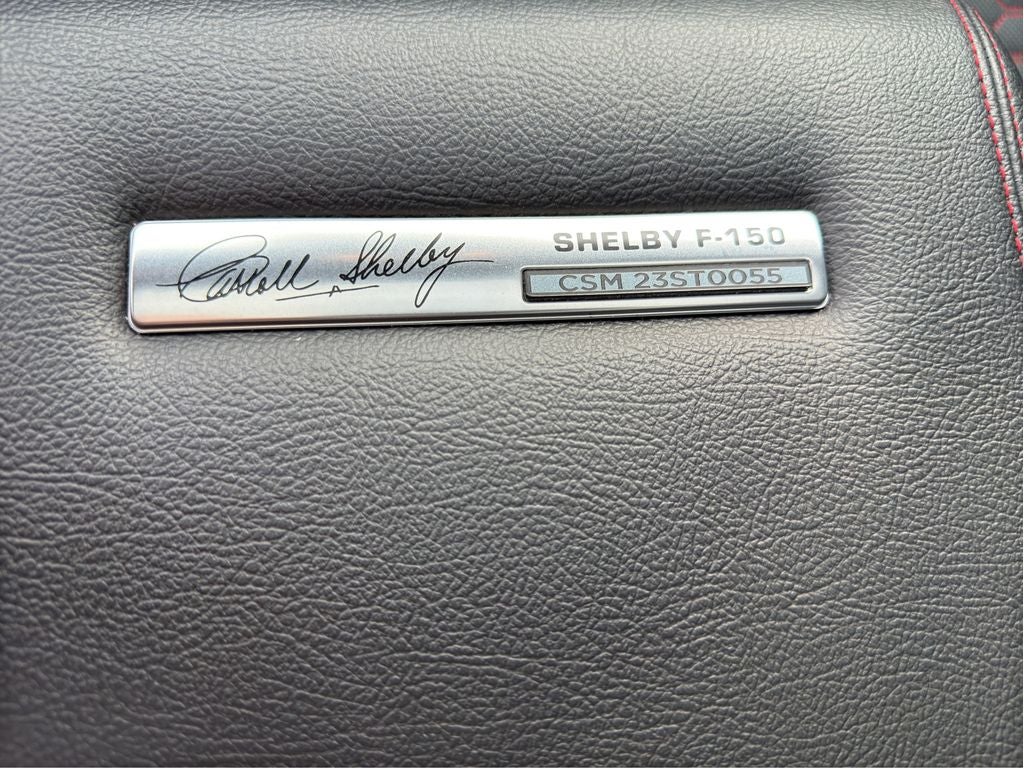 Carroll Shelby
SHELBY F-150
CSM 23ST0055